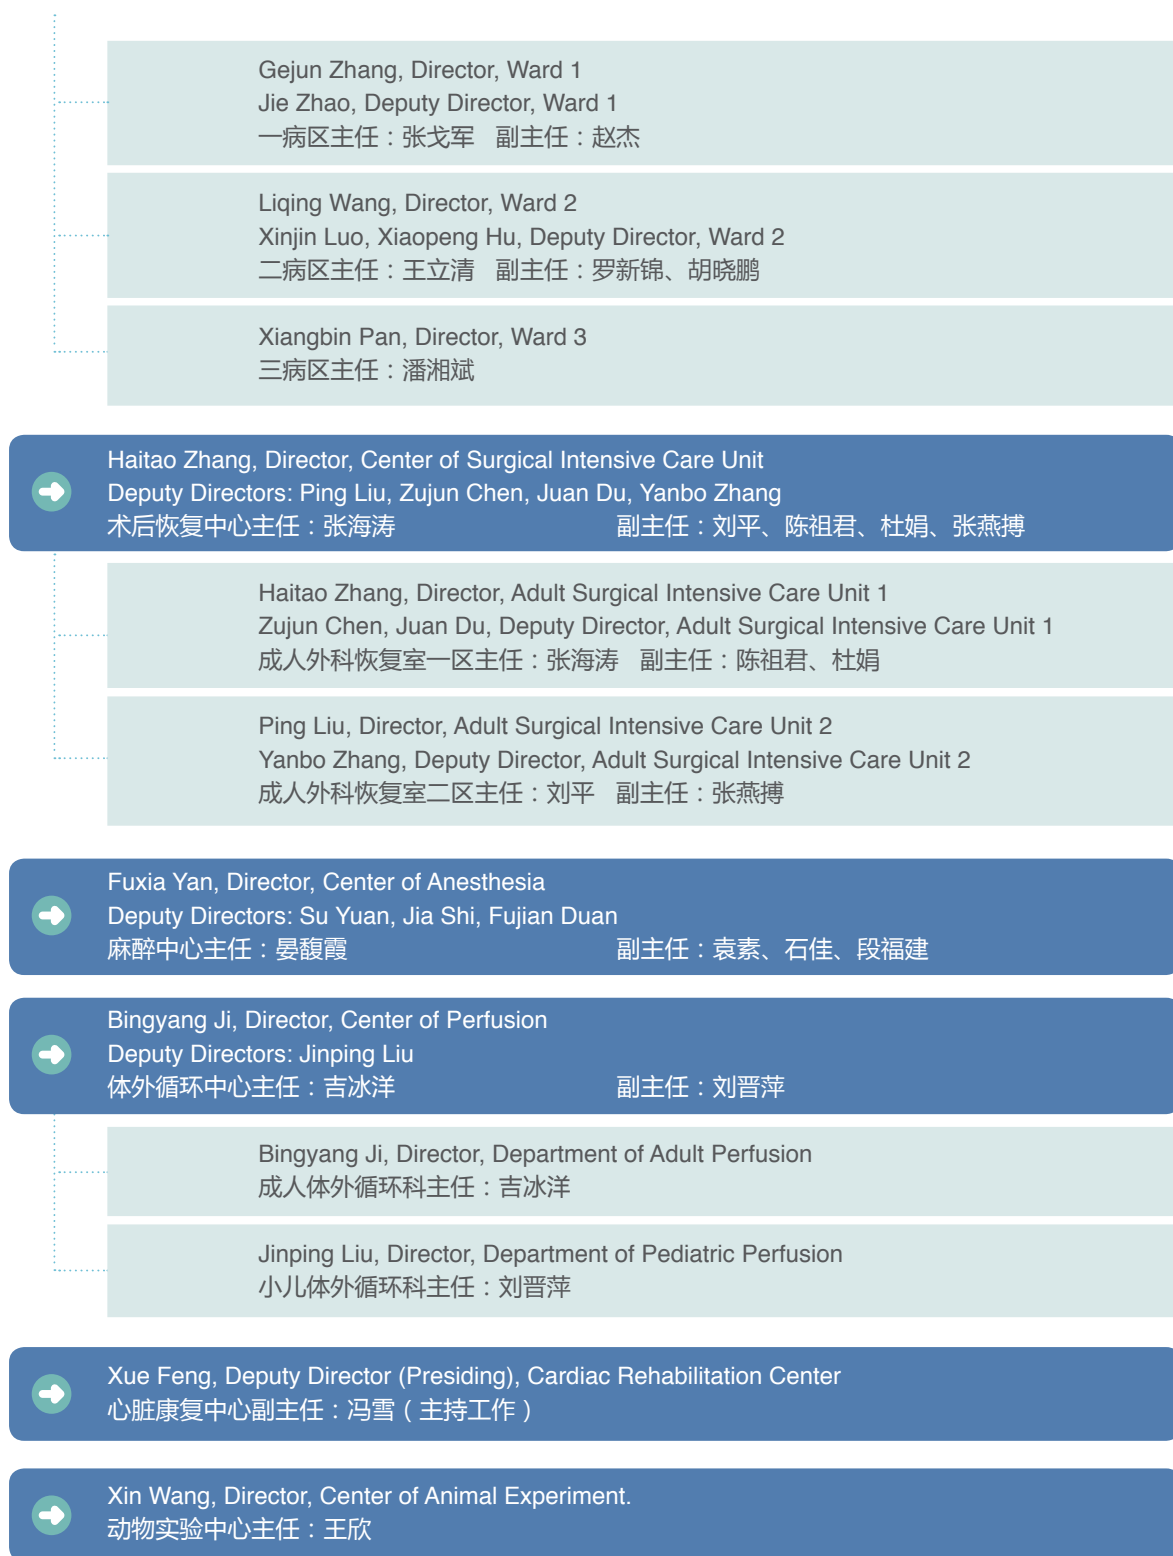 Gejun Zhang, Director, Ward 1
Jie Zhao, Deputy Director, Ward 1
一病区主任：张戈军 副主任：赵杰
Liqing Wang, Director, Ward 2
Xinjin Luo, Xiaopeng Hu, Deputy Director, Ward 2
二病区主任：王立清 副主任：罗新锦、胡晓鹏
Xiangbin Pan, Director, Ward 3
三病区主任：潘湘斌
Haitao Zhang, Director, Center of Surgical Intensive Care Unit
Deputy Directors: Ping Liu, Zujun Chen, Juan Du, Yanbo Zhang
术后恢复中心主任：张海涛 副主任：刘平、陈祖君、杜娟、张燕搏
Haitao Zhang, Director, Adult Surgical Intensive Care Unit 1
Zujun Chen, Juan Du, Deputy Director, Adult Surgical Intensive Care Unit 1
成人外科恢复室一区主任：张海涛 副主任：陈祖君、杜娟
Ping Liu, Director, Adult Surgical Intensive Care Unit 2
Yanbo Zhang, Deputy Director, Adult Surgical Intensive Care Unit 2
成人外科恢复室二区主任：刘平 副主任：张燕搏
Fuxia Yan, Director, Center of Anesthesia
Deputy Directors: Su Yuan, Jia Shi, Fujian Duan
麻醉中心主任：晏馥霞 副主任：袁素、石佳、段福建
Bingyang Ji, Director, Center of Perfusion
Deputy Directors: Jinping Liu
体外循环中心主任：吉冰洋 副主任：刘晋萍
Bingyang Ji, Director, Department of Adult Perfusion
成人体外循环科主任：吉冰洋
Jinping Liu, Director, Department of Pediatric Perfusion
小儿体外循环科主任：刘晋萍
Xue Feng, Deputy Director (Presiding), Cardiac Rehabilitation Center
心脏康复中心副主任：冯雪（主持工作）
Xin Wang, Director, Center of Animal Experiment.
动物实验中心主任：王欣